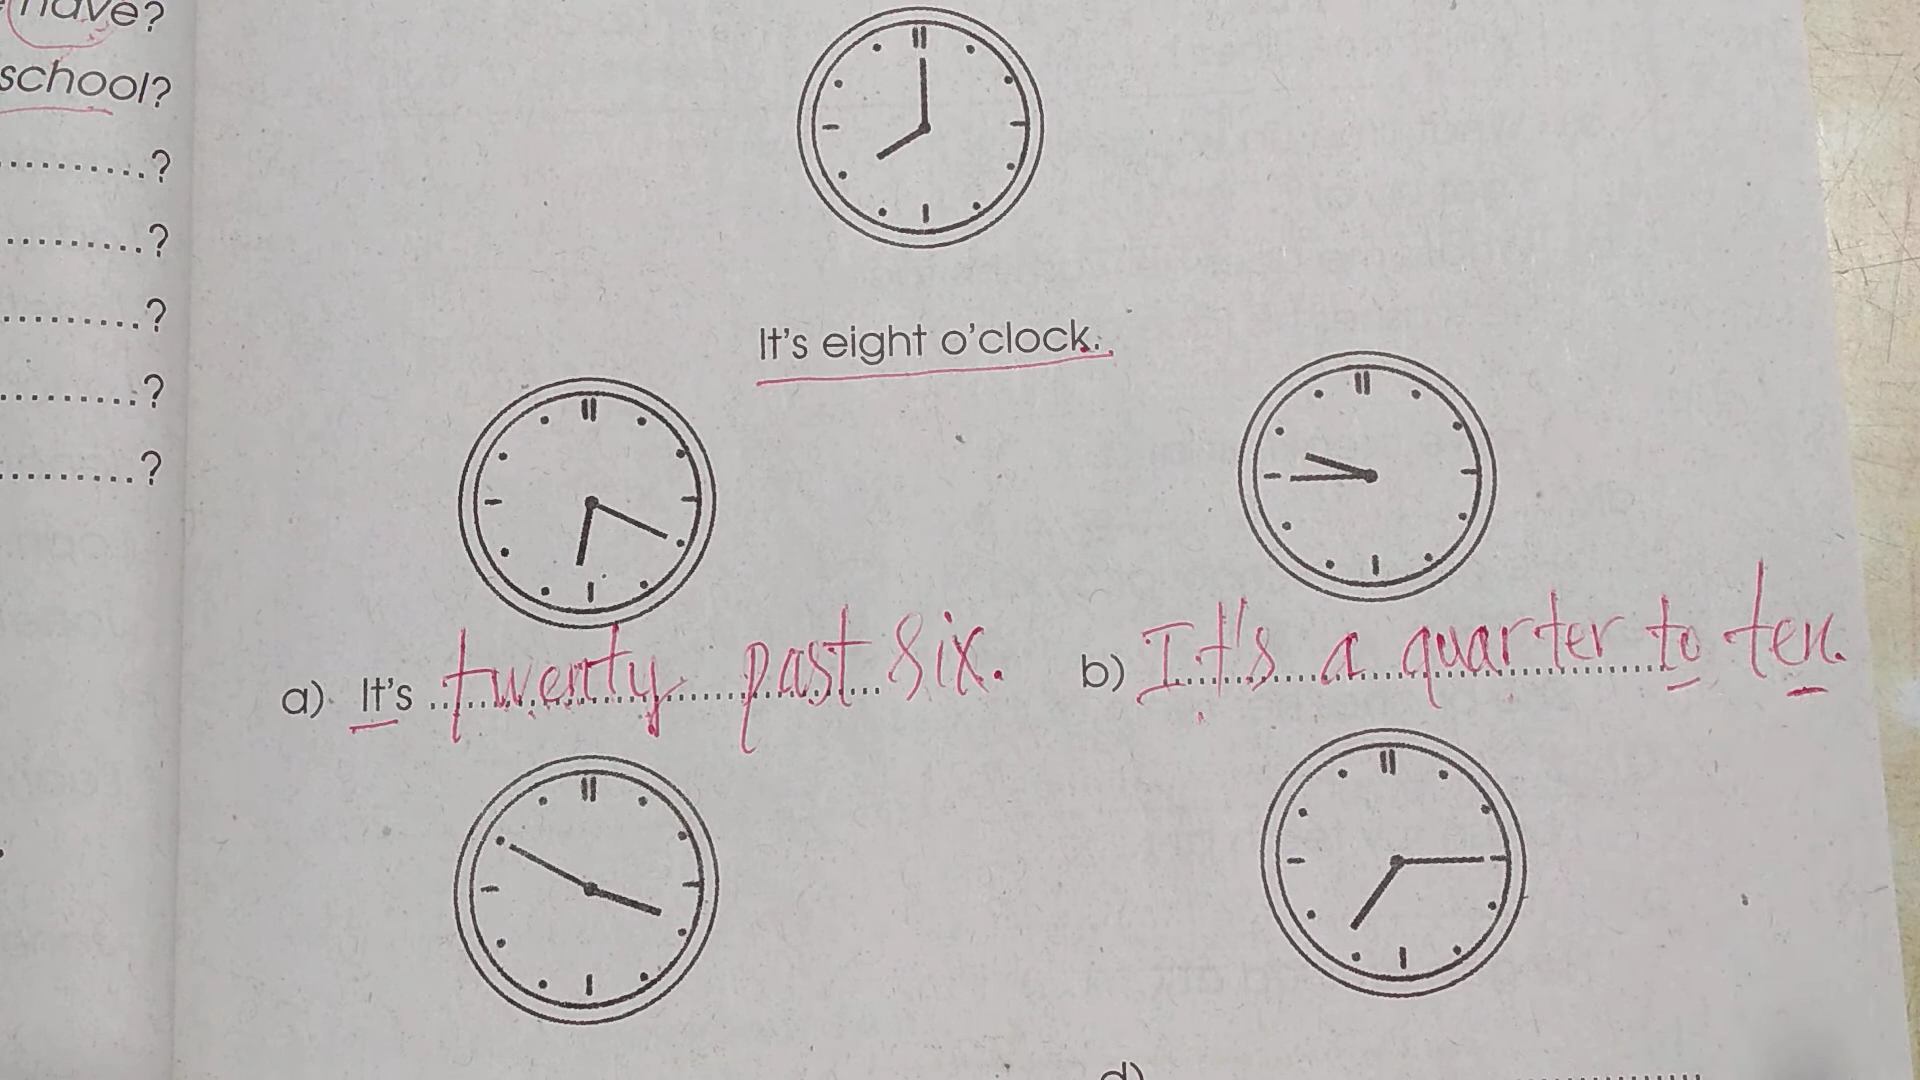 have?
school?
..........?
..........?
..........?
..........?
..........?
It's eight o'clock.
a) It's twenty past six.
b) It's a quarter to ten.
d) ..........